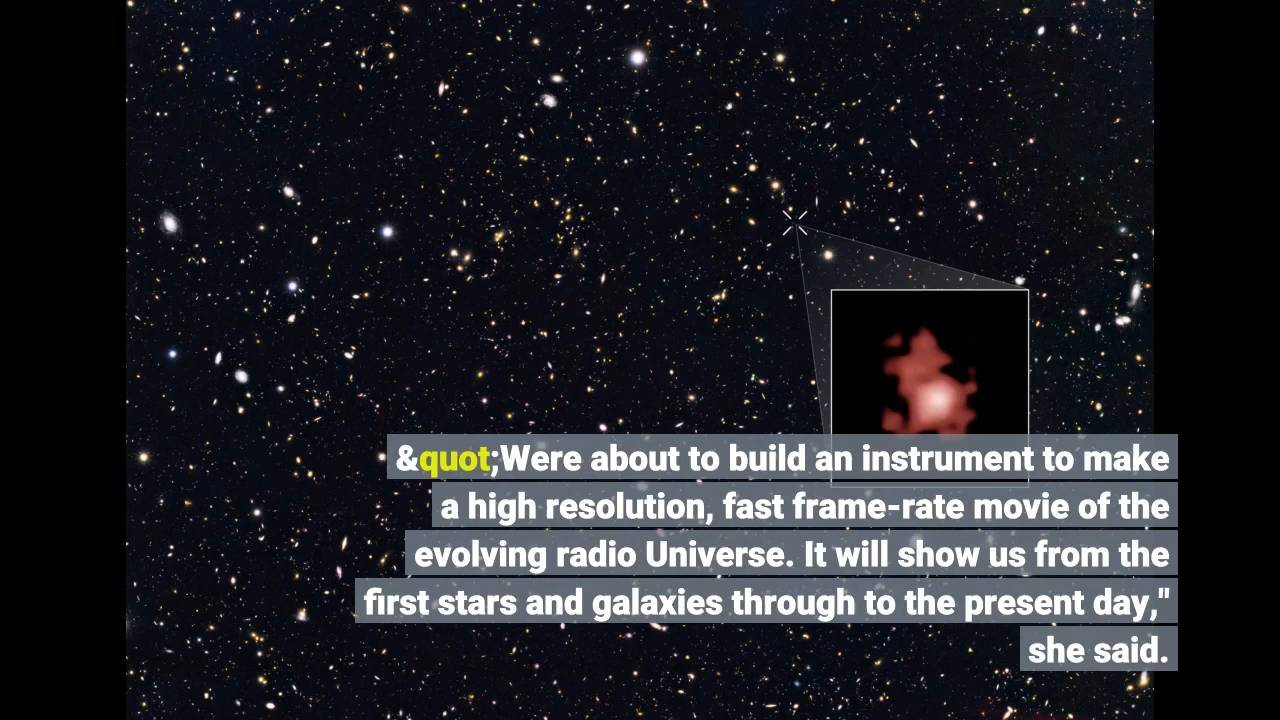 &quot;Were about to build an instrument to make
a high resolution, fast frame-rate movie of the
evolving radio Universe. It will show us from the
first stars and galaxies through to the present day,"
she said.